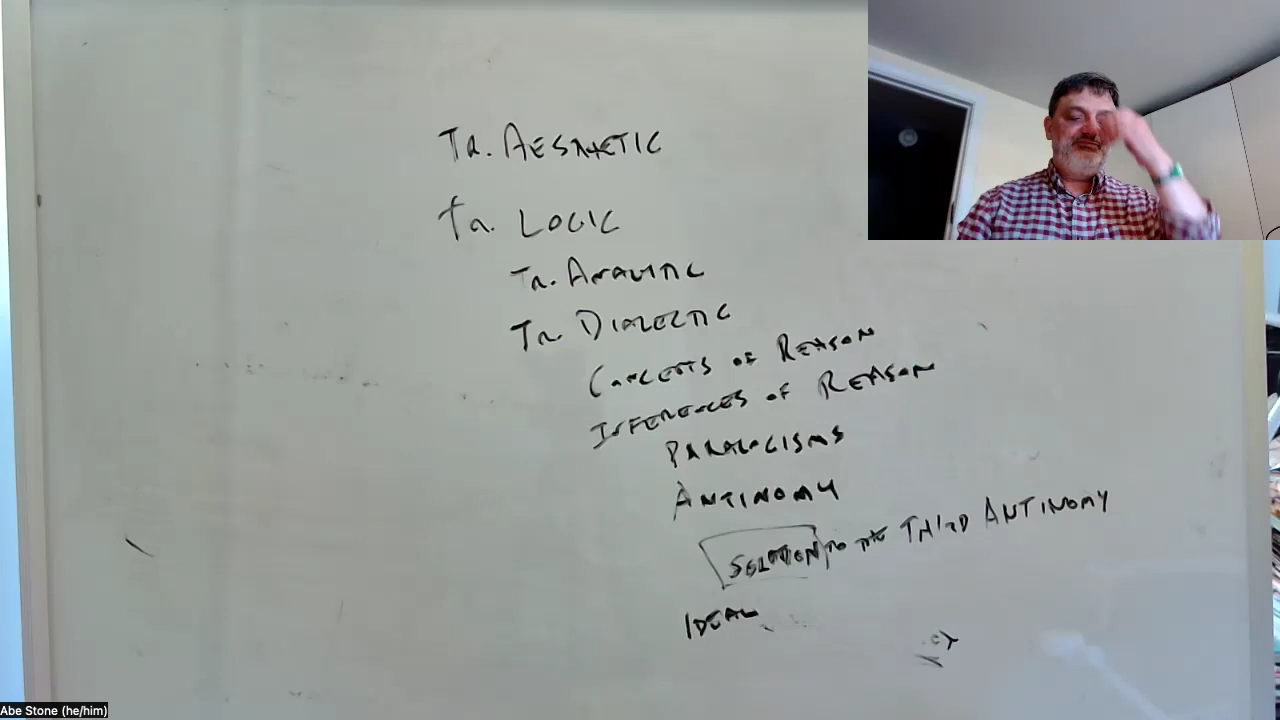 Tr. AESTHETIC
Tr. LOGIC
Tr. ANALYTIC
Tr. DIALECTIC
CONCEPTS OF REASON
INFERENCES OF REASON
PARALOGISMS
ANTINOMY
SOLUTION TO THE THIRD ANTINOMY
IDEAL
Abe Stone (he/him)